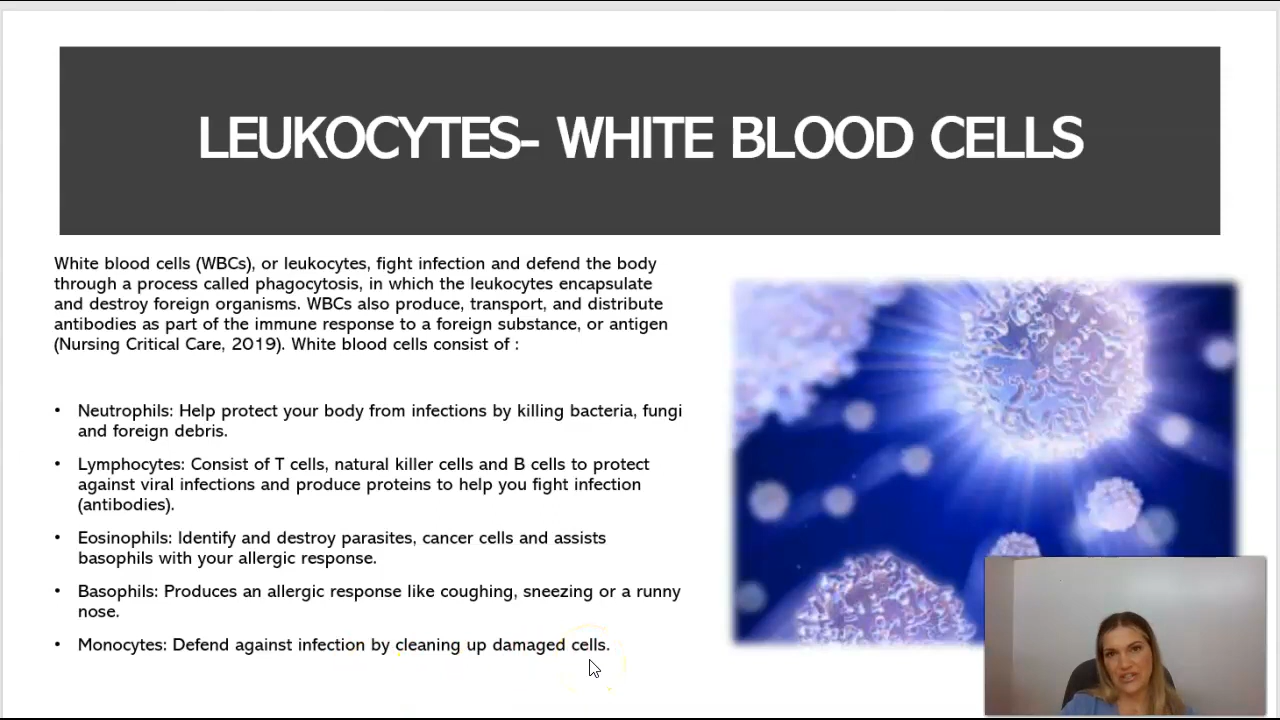 LEUKOCYTES- WHITE BLOOD CELLS
White blood cells (WBCs), or leukocytes, fight infection and defend the body
through a process called phagocytosis, in which the leukocytes encapsulate
and destroy foreign organisms. WBCs also produce, transport, and distribute
antibodies as part of the immune response to a foreign substance, or antigen
(Nursing Critical Care, 2019). White blood cells consist of :
• Neutrophils: Help protect your body from infections by killing bacteria, fungi
and foreign debris.
• Lymphocytes: Consist of T cells, natural killer cells and B cells to protect
against viral infections and produce proteins to help you fight infection
(antibodies).
• Eosinophils: Identify and destroy parasites, cancer cells and assists
basophils with your allergic response.
• Basophils: Produces an allergic response like coughing, sneezing or a runny
nose.
• Monocytes: Defend against infection by cleaning up damaged cells.